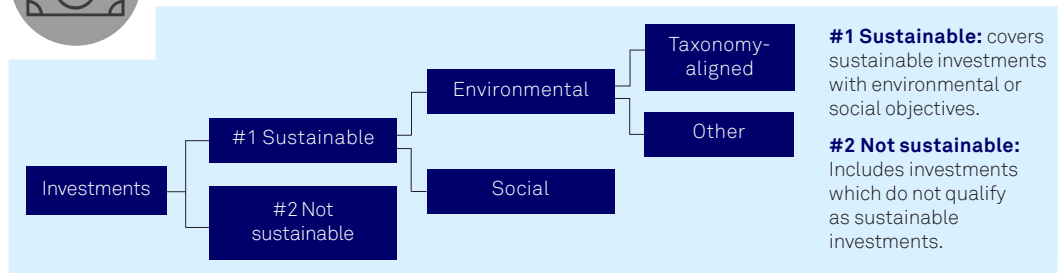 Taxonomy-
aligned
Environmental
Other
#1 Sustainable
Social
Investments
#2 Not
sustainable
#1 Sustainable: covers
sustainable investments
with environmental or
social objectives.
#2 Not sustainable:
Includes investments
which do not qualify
as sustainable
investments.